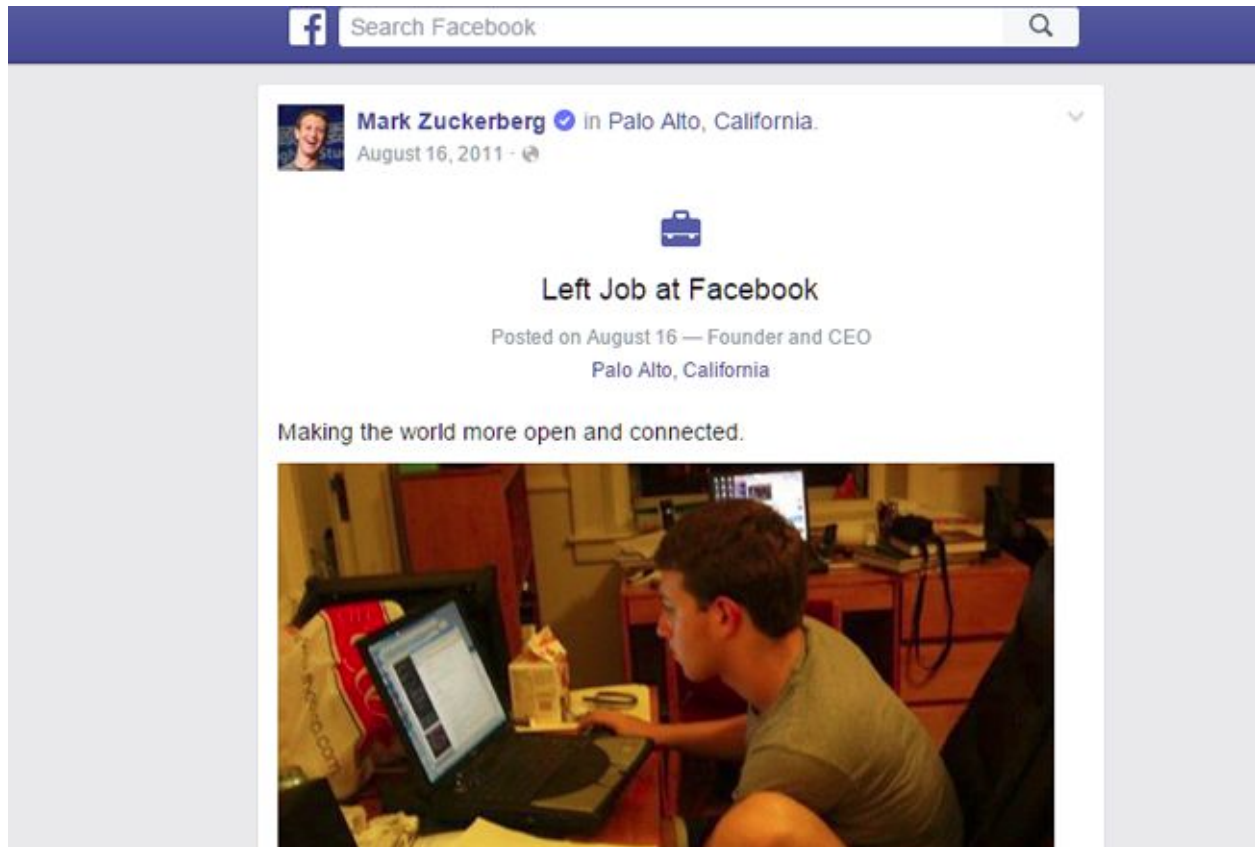 f Search Facebook
Mark Zuckerberg in Palo Alto, California.
August 16, 2011 ·
Left Job at Facebook
Posted on August 16 — Founder and CEO
Palo Alto, California
Making the world more open and connected.